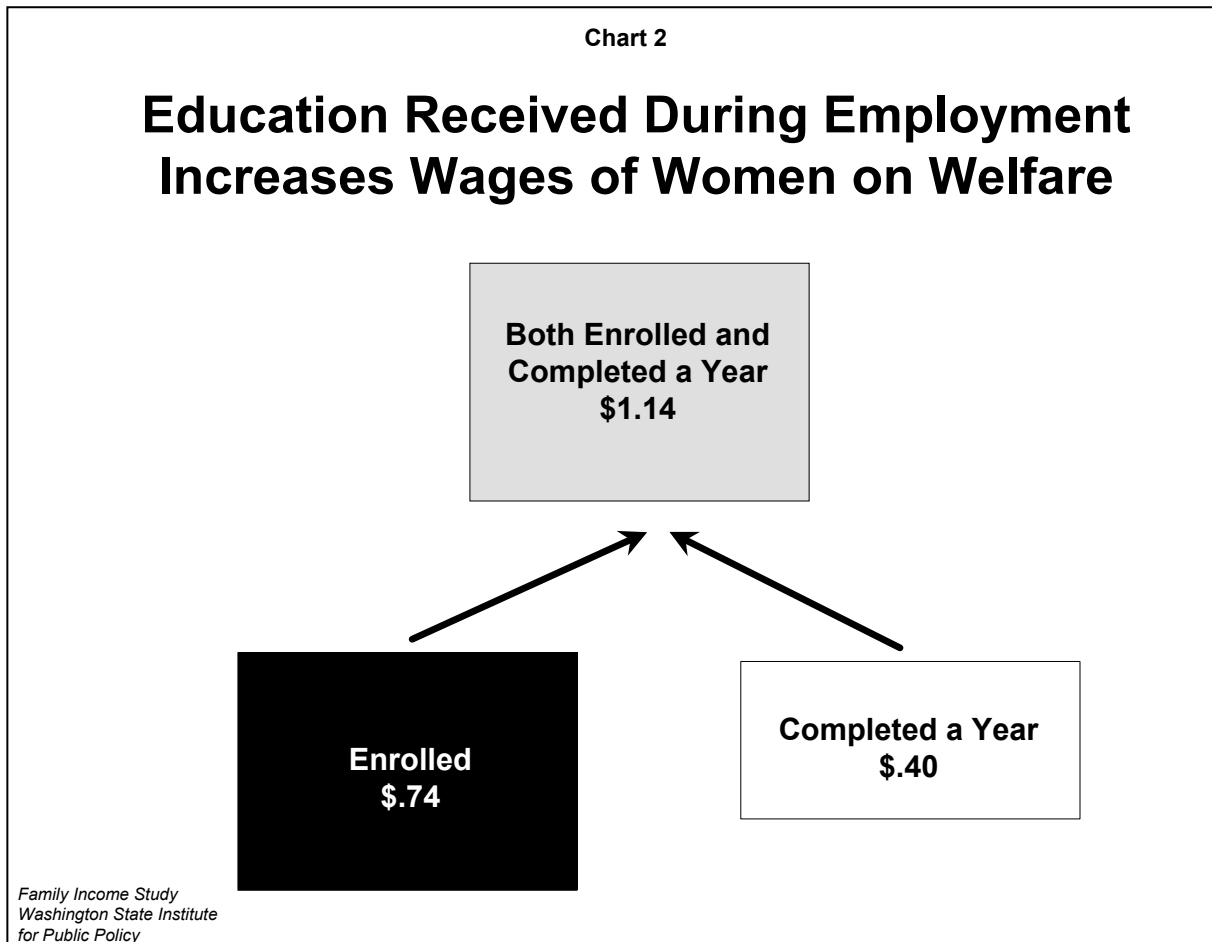 Chart 2
Education Received During Employment
Increases Wages of Women on Welfare
Both Enrolled and
Completed a Year
$1.14
Enrolled
$.74
Completed a Year
$.40
Family Income Study
Washington State Institute
for Public Policy